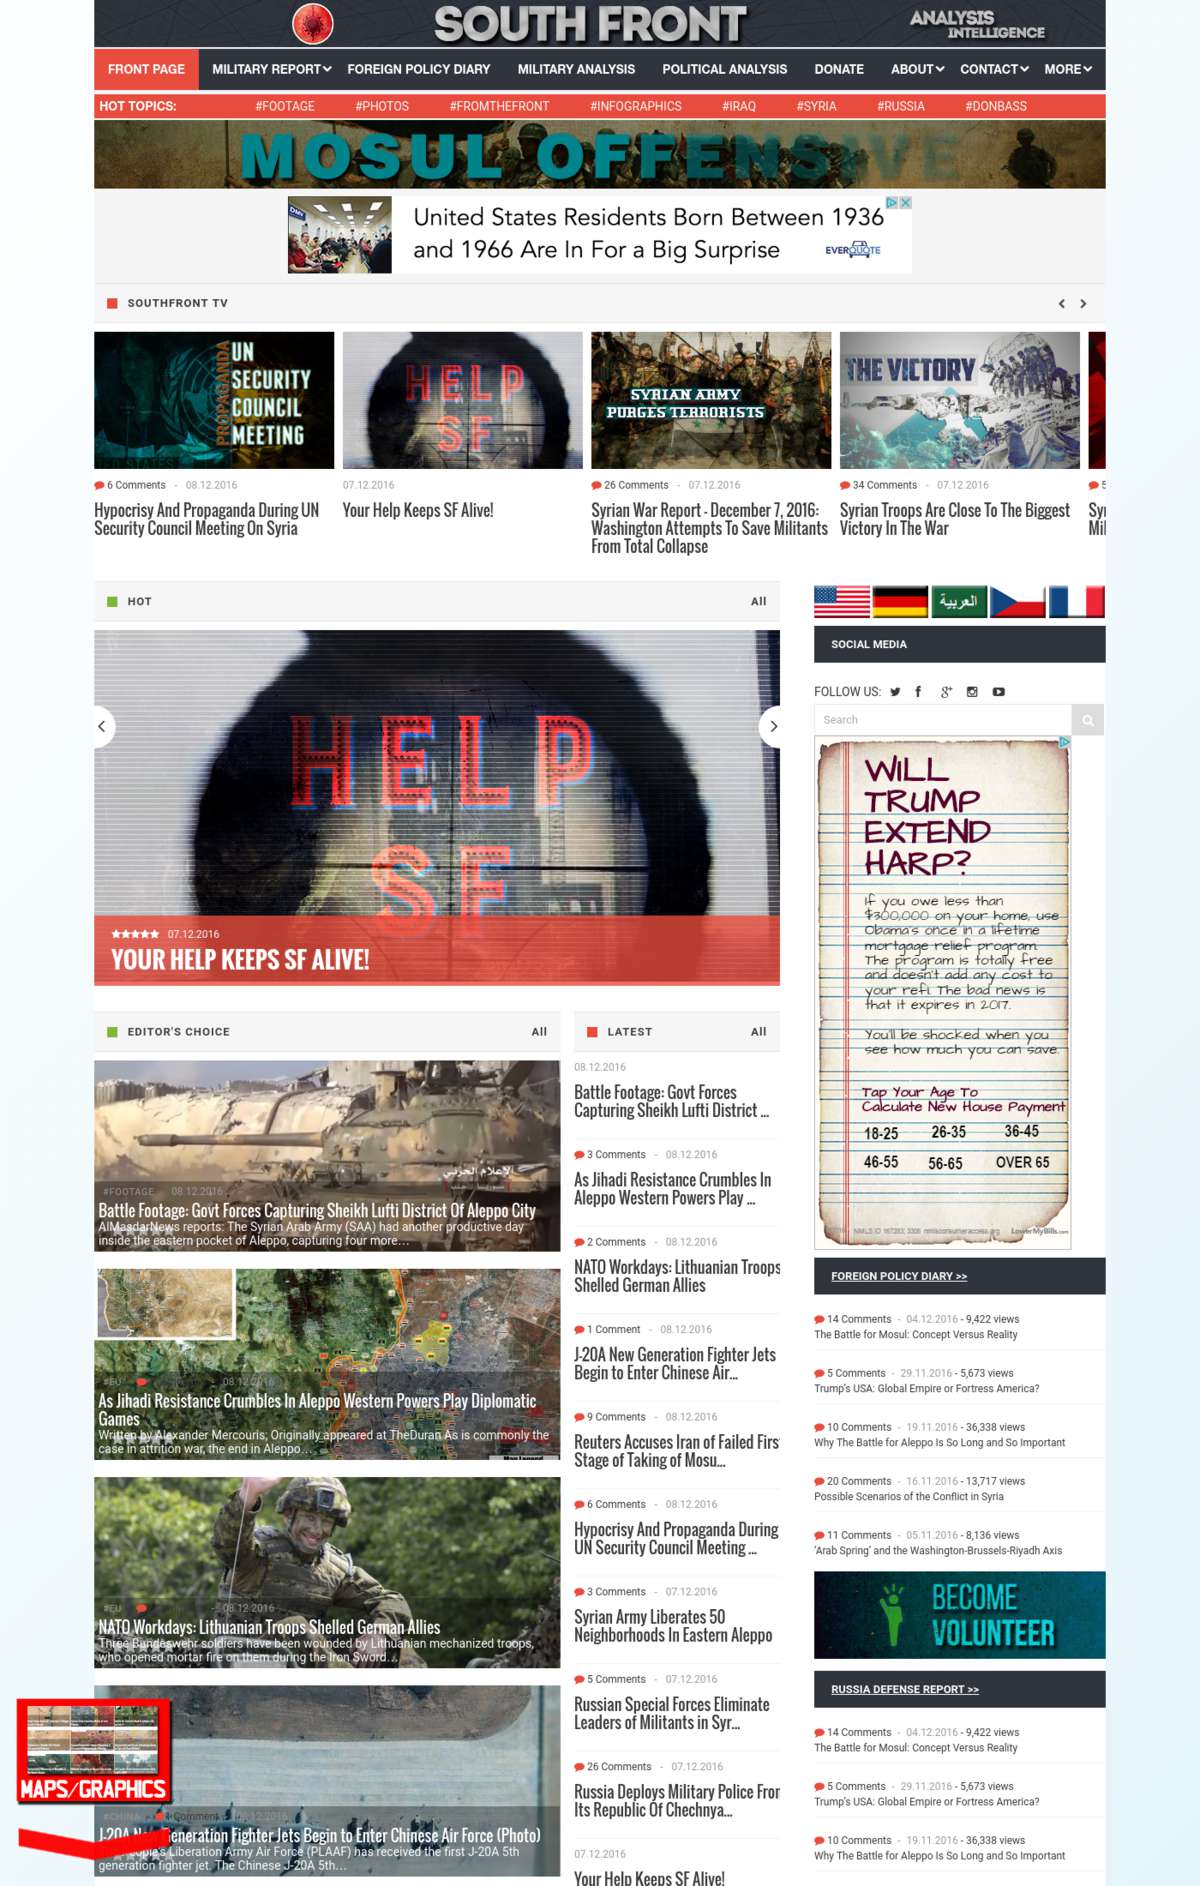 SOUTH FRONT
ANALYSIS
INTELLIGENCE
FRONT PAGE
MILITARY REPORT
FOREIGN POLICY DIARY
MILITARY ANALYSIS
POLITICAL ANALYSIS
DONATE
ABOUT
CONTACT
MORE
HOT TOPICS:
#FOOTAGE
#PHOTOS
#FROMTHEFRONT
#INFOGRAPHICS
#IRAQ
#SYRIA
#RUSSIA
#DONBASS
MOSUL OFFENSIVE
DMV
United States Residents Born Between 1936
and 1966 Are In For a Big Surprise
EVERQUOTE
SOUTHFRONT TV
PROPAGANDA
UN
SECURITY
COUNCIL
MEETING
6 Comments - 08.12.2016
Hypocrisy And Propaganda During UN
Security Council Meeting On Syria
HELP
SF
07.12.2016
Your Help Keeps SF Alive!
SYRIAN ARMY
PURGES TERRORISTS
26 Comments - 07.12.2016
Syrian War Report - December 7, 2016:
Washington Attempts To Save Militants
From Total Collapse
THE VICTORY
34 Comments - 07.12.2016
Syrian Troops Are Close To The Biggest
Victory In The War
5
Syr
Mil
HOT
All
HELP
SF
07.12.2016
YOUR HELP KEEPS SF ALIVE!
EDITOR'S CHOICE
All
الإعلام الحربي
#FOOTAGE 08.12.2016
Battle Footage: Govt Forces Capturing Sheikh Lufti District Of Aleppo City
AlMasdarNews reports: The Syrian Arab Army (SAA) had another productive day
inside the eastern pocket of Aleppo, capturing four more…
#EU - 08.12.2016
As Jihadi Resistance Crumbles In Aleppo Western Powers Play Diplomatic
Games
Written by Alexander Mercouris, Originally appeared at TheDuran As is commonly the
case in attrition war, the end in Aleppo…
#EU - 08.12.2016
NATO Workdays: Lithuanian Troops Shelled German Allies
Three Bundeswehr soldiers have been wounded by Lithuanian mechanized troops,
who opened mortar fire on them during the Iron Sword…
MAPS/GRAPHICS
#CHINA 1 Comment 08.12.2016
J-20A New Generation Fighter Jets Begin to Enter Chinese Air Force (Photo)
Liberation Army Air Force (PLAAF) has received the first J-20A 5th
generation fighter jet. The Chinese J-20A 5th…
LATEST
All
08.12.2016
Battle Footage: Govt Forces
Capturing Sheikh Lufti District ...
3 Comments - 08.12.2016
As Jihadi Resistance Crumbles In
Aleppo Western Powers Play ...
2 Comments - 08.12.2016
NATO Workdays: Lithuanian Troops
Shelled German Allies
1 Comment - 08.12.2016
J-20A New Generation Fighter Jets
Begin to Enter Chinese Air...
9 Comments - 08.12.2016
Reuters Accuses Iran of Failed Firs
Stage of Taking of Mosu...
6 Comments - 08.12.2016
Hypocrisy And Propaganda During
UN Security Council Meeting ...
3 Comments - 07.12.2016
Syrian Army Liberates 50
Neighborhoods In Eastern Aleppo
5 Comments - 07.12.2016
Russian Special Forces Eliminate
Leaders of Militants in Syr...
26 Comments - 07.12.2016
Russia Deploys Military Police From
Its Republic Of Chechnya...
07.12.2016
Your Help Keeps SF Alive!
العربية
SOCIAL MEDIA
FOLLOW US:
Search
WILL
TRUMP
EXTEND
HARP?
If you owe less than
$300,000 on your home, use
Obama's once in a lifetime
mortgage relief program.
The program is totally free
and doesn't add any cost to
your refi. The bad news is
that it expires in 2017.
You'll be shocked when you
see how much you can save.
Tap Your Age To
Calculate New House Payment
18-25 26-35 36-45
46-55 56-65 OVER 65
LowerMyBills.com
FOREIGN POLICY DIARY >>
14 Comments - 04.12.2016 - 9,422 views
The Battle for Mosul: Concept Versus Reality
5 Comments - 29.11.2016 - 5,673 views
Trump's USA: Global Empire or Fortress America?
10 Comments - 19.11.2016 - 36,338 views
Why The Battle for Aleppo Is So Long and So Important
20 Comments - 16.11.2016 - 13,717 views
Possible Scenarios of the Conflict in Syria
11 Comments - 05.11.2016 - 8,136 views
'Arab Spring' and the Washington-Brussels-Riyadh Axis
BECOME
VOLUNTEER
RUSSIA DEFENSE REPORT >>
14 Comments - 04.12.2016 - 9,422 views
The Battle for Mosul: Concept Versus Reality
5 Comments - 29.11.2016 - 5,673 views
Trump's USA: Global Empire or Fortress America?
10 Comments - 19.11.2016 - 36,338 views
Why The Battle for Aleppo Is So Long and So Important